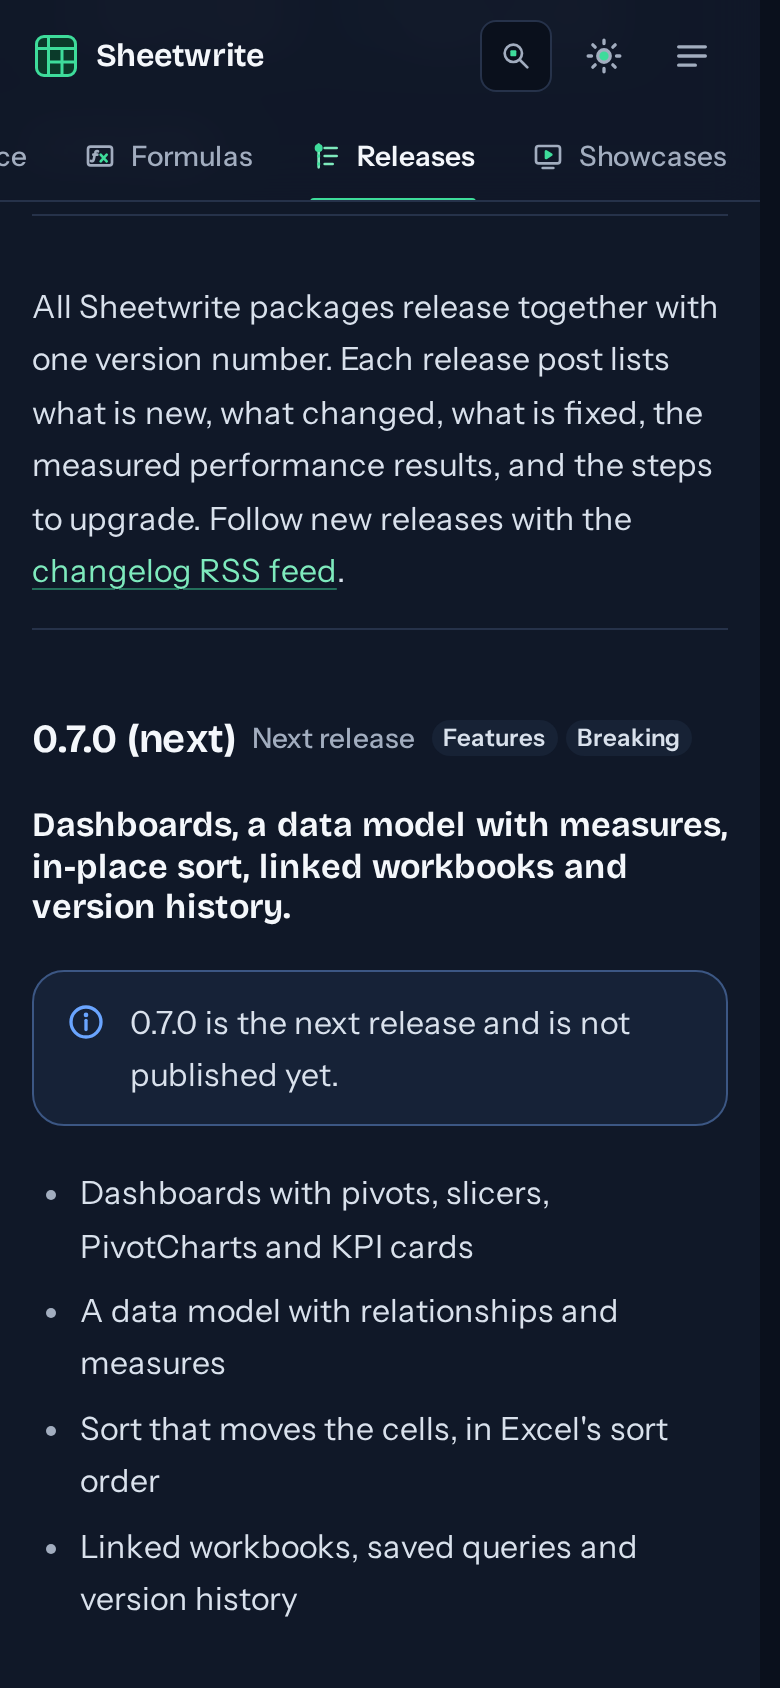 Sheetwrite
ce
Formulas
Releases
Showcases
All Sheetwrite packages release together with
one version number. Each release post lists
what is new, what changed, what is fixed, the
measured performance results, and the steps
to upgrade. Follow new releases with the
changelog RSS feed.
0.7.0 (next) Next release Features Breaking
Dashboards, a data model with measures,
in-place sort, linked workbooks and
version history.
0.7.0 is the next release and is not
published yet.
Dashboards with pivots, slicers,
PivotCharts and KPI cards
A data model with relationships and
measures
Sort that moves the cells, in Excel's sort
order
Linked workbooks, saved queries and
version history